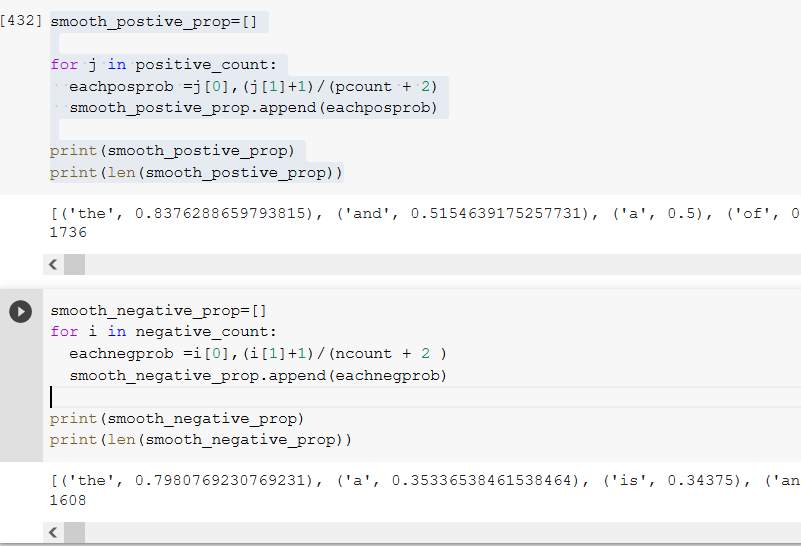 [432] smooth_postive_prop=[]
for j in positive_count:
eachposprob =j[0],(j[1]+1)/(pcount + 2)
smooth_postive_prop.append(eachposprob)
print(smooth_postive_prop)
print(len(smooth_postive_prop))
[('the', 0.8376288659793815), ('and', 0.5154639175257731), ('a', 0.5), ('of', 0
1736
smooth_negative_prop=[]
for i in negative_count:
eachnegprob =i[0],(i[1]+1)/(ncount + 2 )
smooth_negative_prop.append(eachnegprob)
print(smooth_negative_prop)
print(len(smooth_negative_prop))
[('the', 0.7980769230769231), ('a', 0.35336538461538464), ('is', 0.34375), ('an
1608